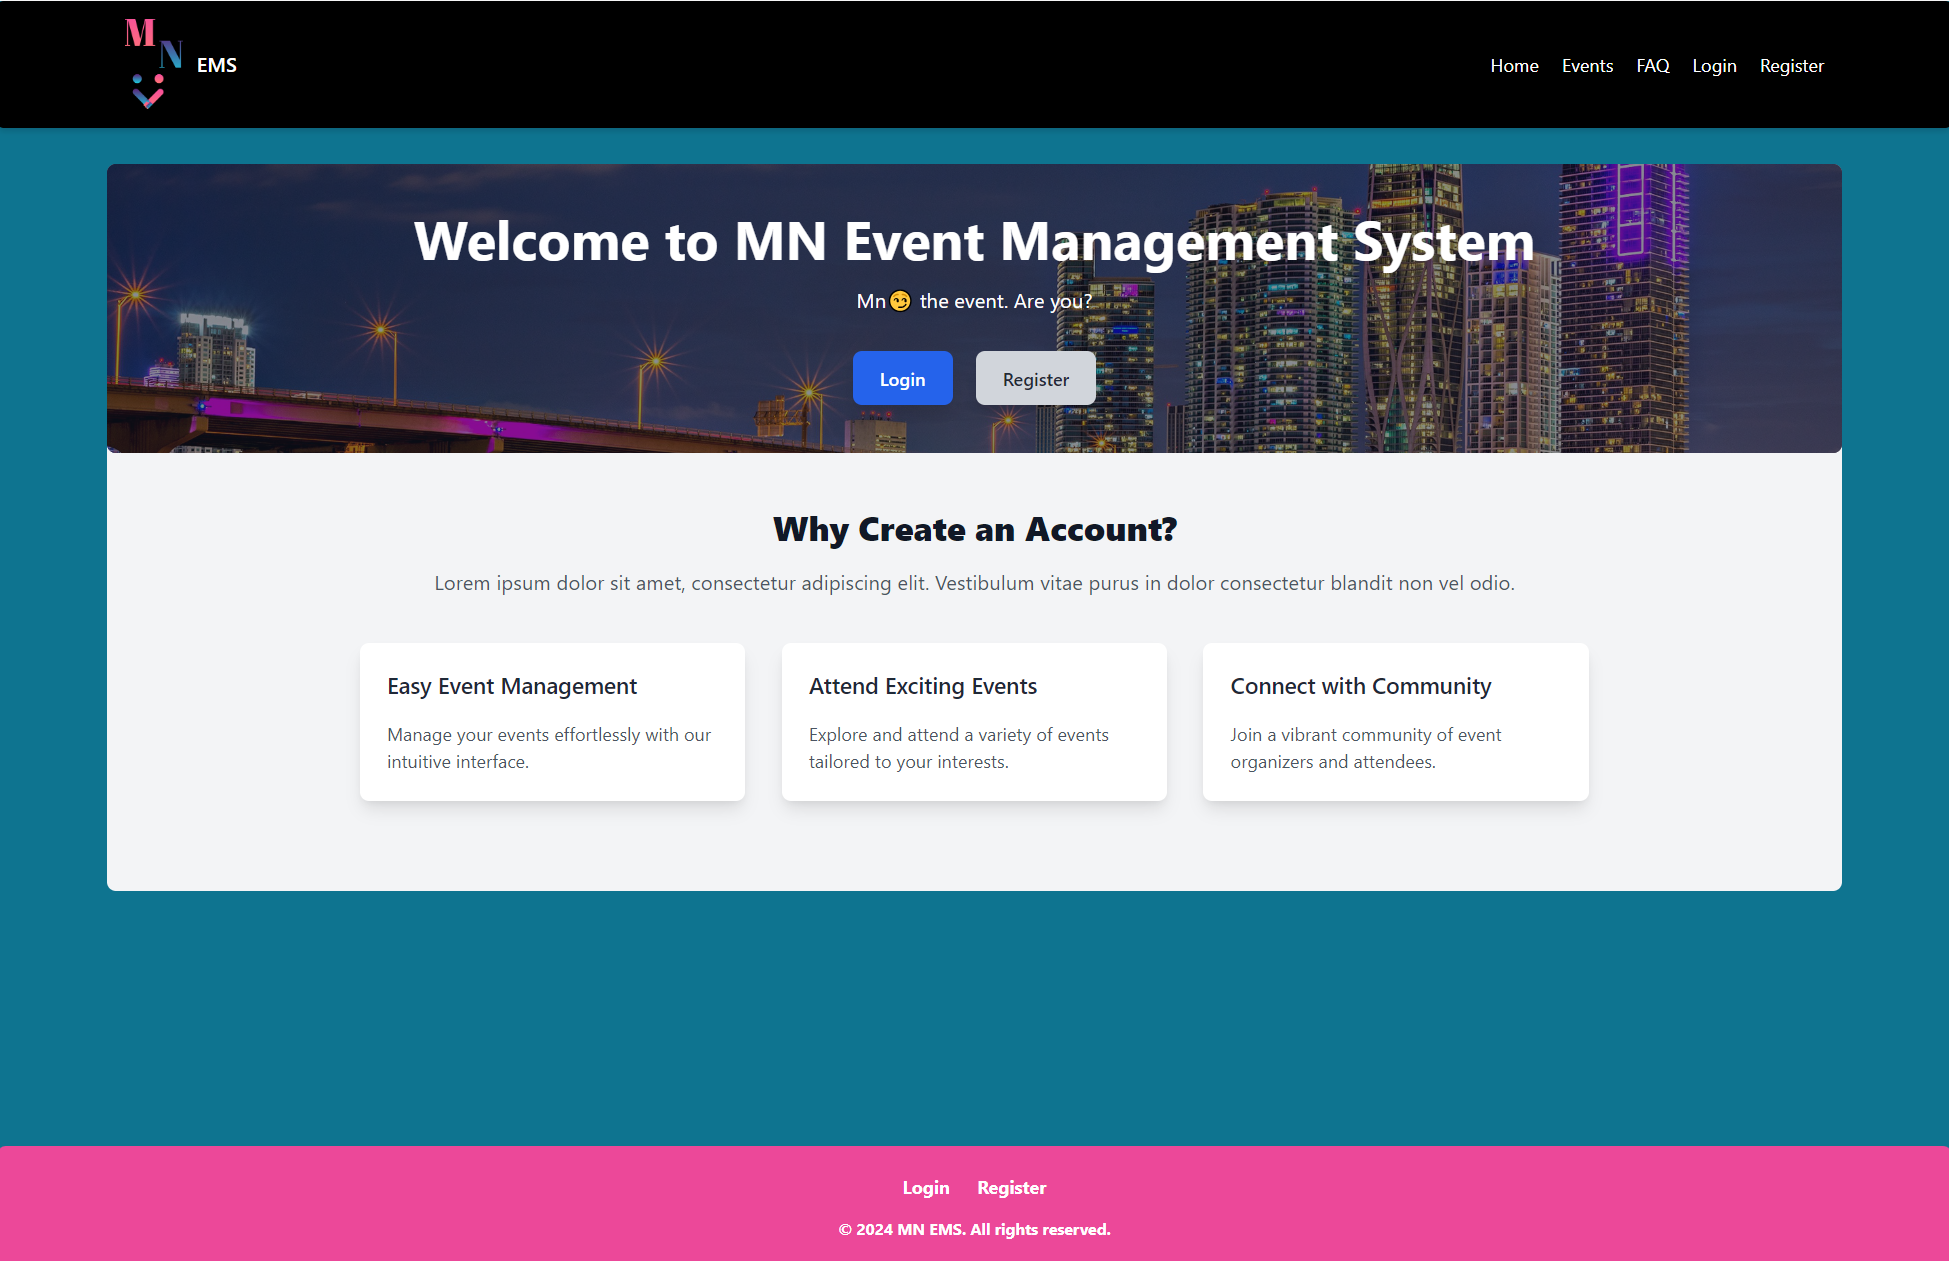 M
N
EMS
Home Events FAQ Login Register
Welcome to MN Event Management System
Mn😏 the event. Are you?
Login Register
Why Create an Account?
Lorem ipsum dolor sit amet, consectetur adipiscing elit. Vestibulum vitae purus in dolor consectetur blandit non vel odio.
Easy Event Management
Manage your events effortlessly with our
intuitive interface.
Attend Exciting Events
Explore and attend a variety of events
tailored to your interests.
Connect with Community
Join a vibrant community of event
organizers and attendees.
Login Register
© 2024 MN EMS. All rights reserved.